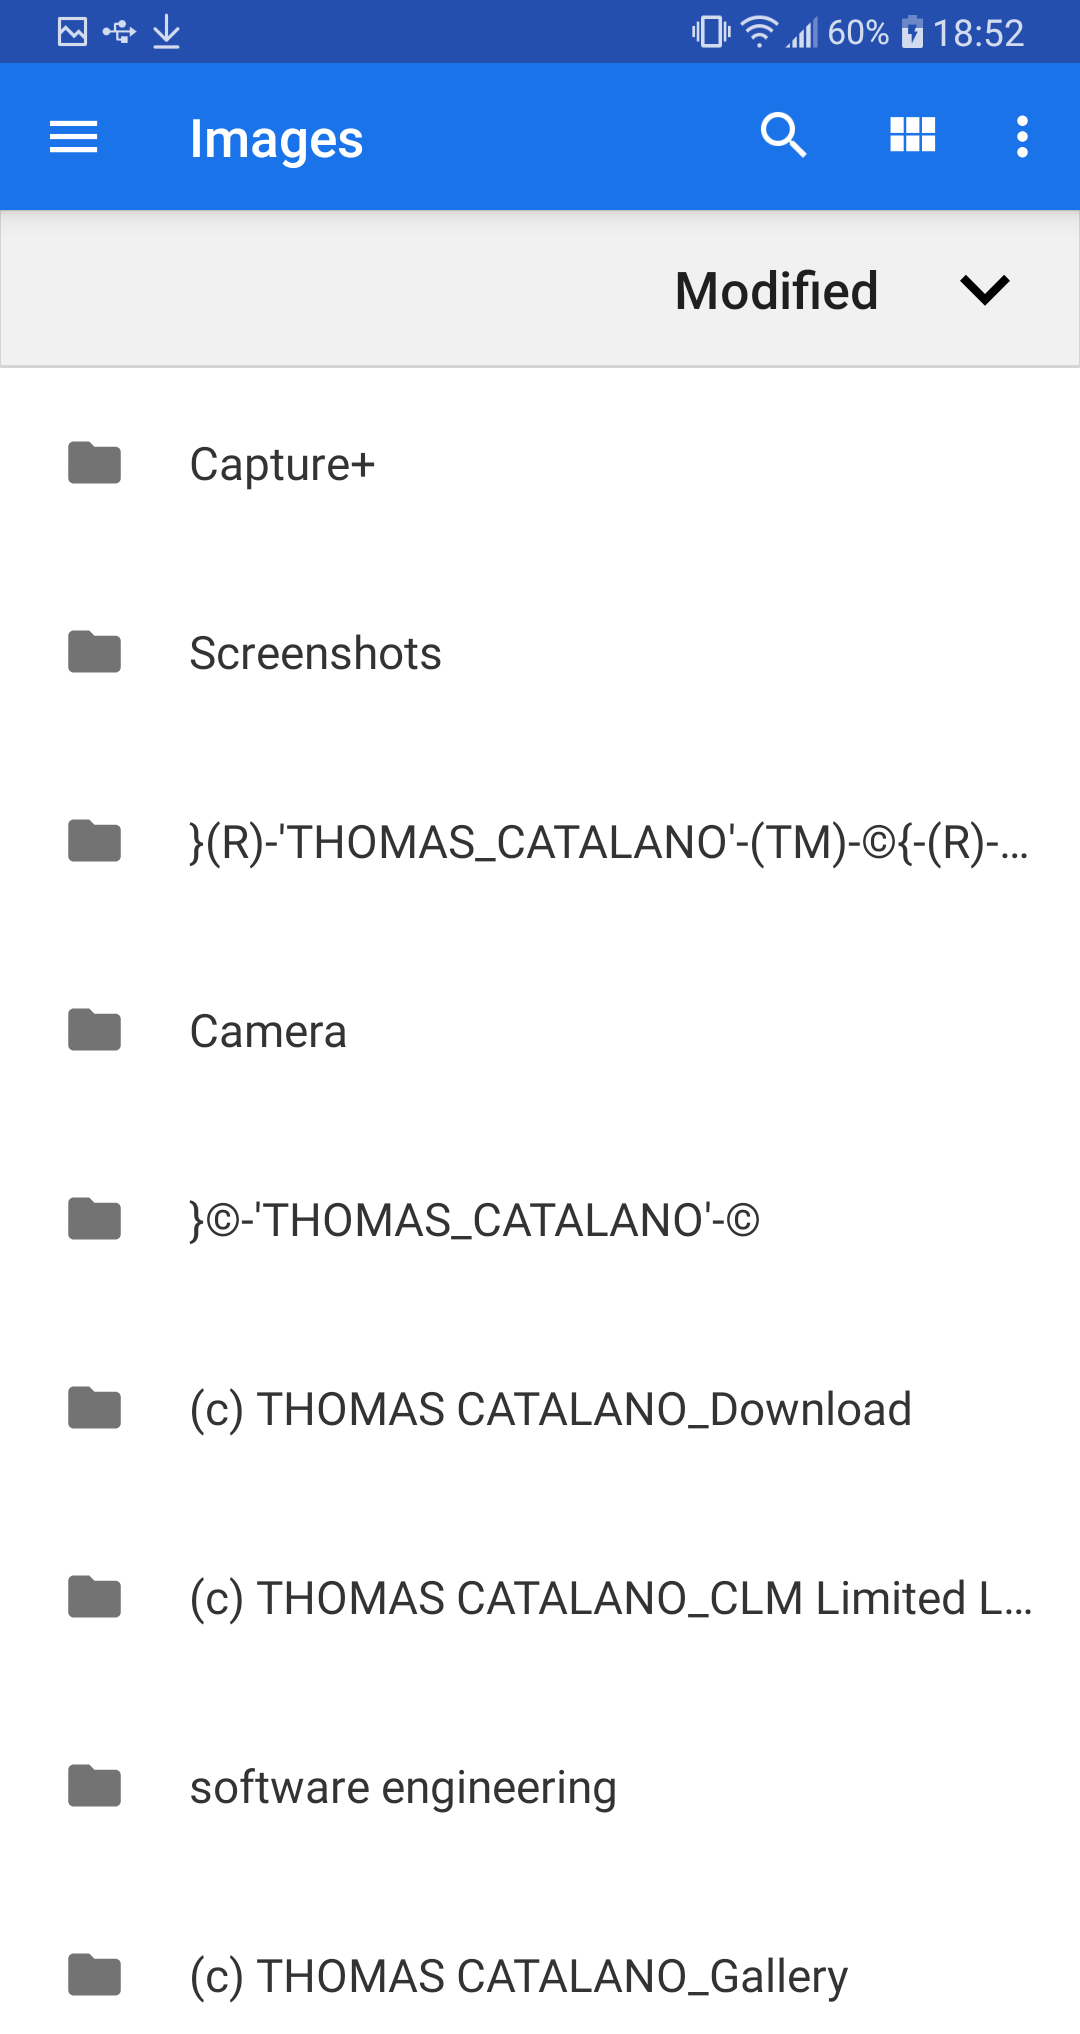 60% 18:52
Images
Modified
Capture+
Screenshots
}(R)-'THOMAS_CATALANO'-(TM)-©{-(R)-...
Camera
}©-'THOMAS_CATALANO'-©
(c) THOMAS CATALANO_Download
(c) THOMAS CATALANO_CLM Limited L...
software engineering
(c) THOMAS CATALANO_Gallery